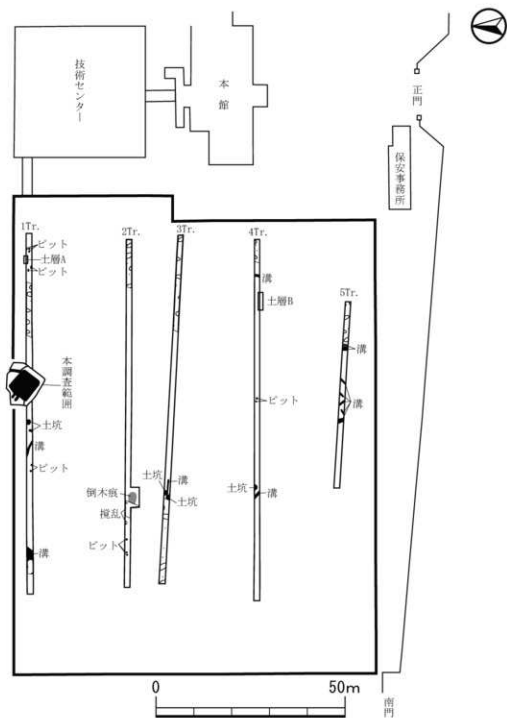 技術センター
本館
正門
保安事務所
1Tr.
2Tr.
3Tr.
4Tr.
5Tr.
ピット
土層A
ピット
溝
土層B
溝
溝
本調査範囲
ピット
土坑
溝
ピット
溝
倒木痕
撹乱
ピット
土坑
溝
土坑
土坑
溝
南門
0
50m